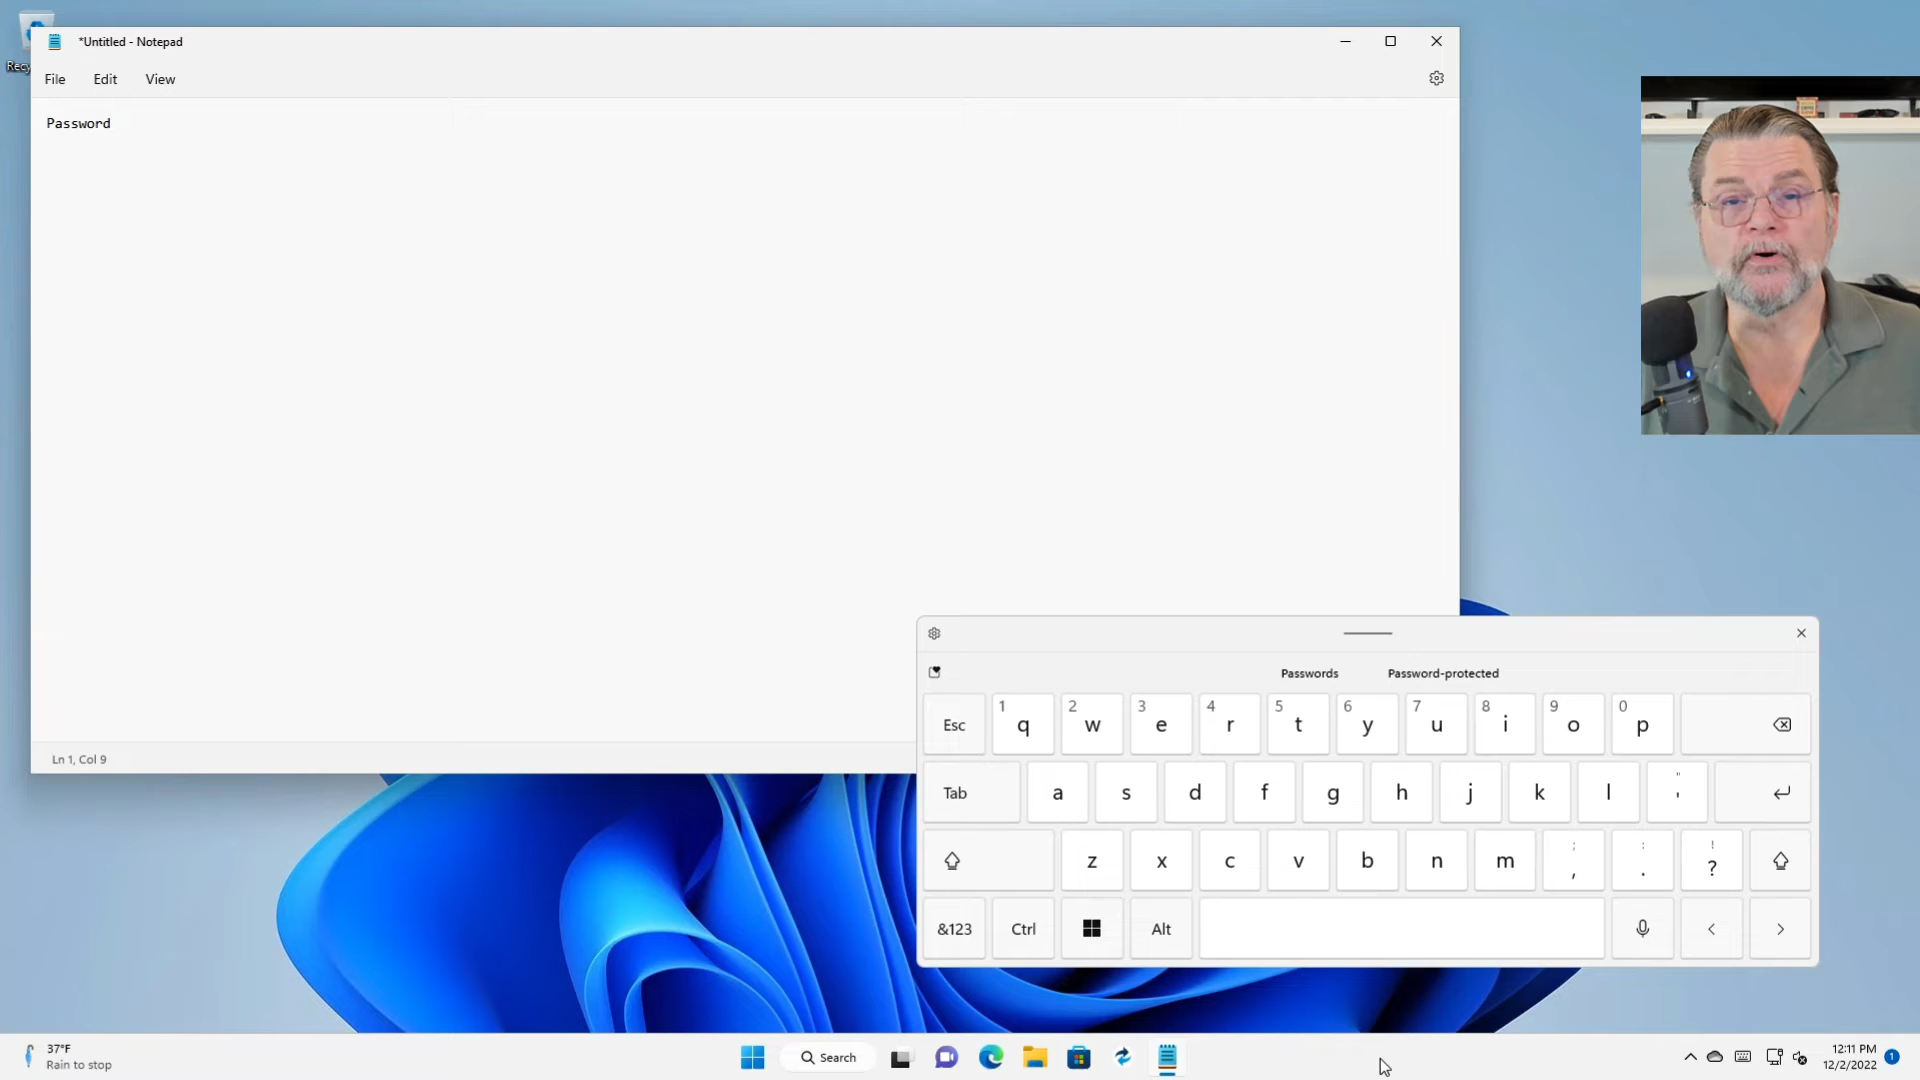 *Untitled - Notepad
File Edit View
Password
Ln 1, Col 9
Passwords Password-protected
Esc 1 q 2 w 3 e 4 r 5 t 6 y 7 u 8 i 9 o 0 p
Tab a s d f g h j k l " '
z x c v b n m ; , : . ! ?
&123 Ctrl Alt < >
37°F
Rain to stop
Search
12:11 PM
12/2/2022
1